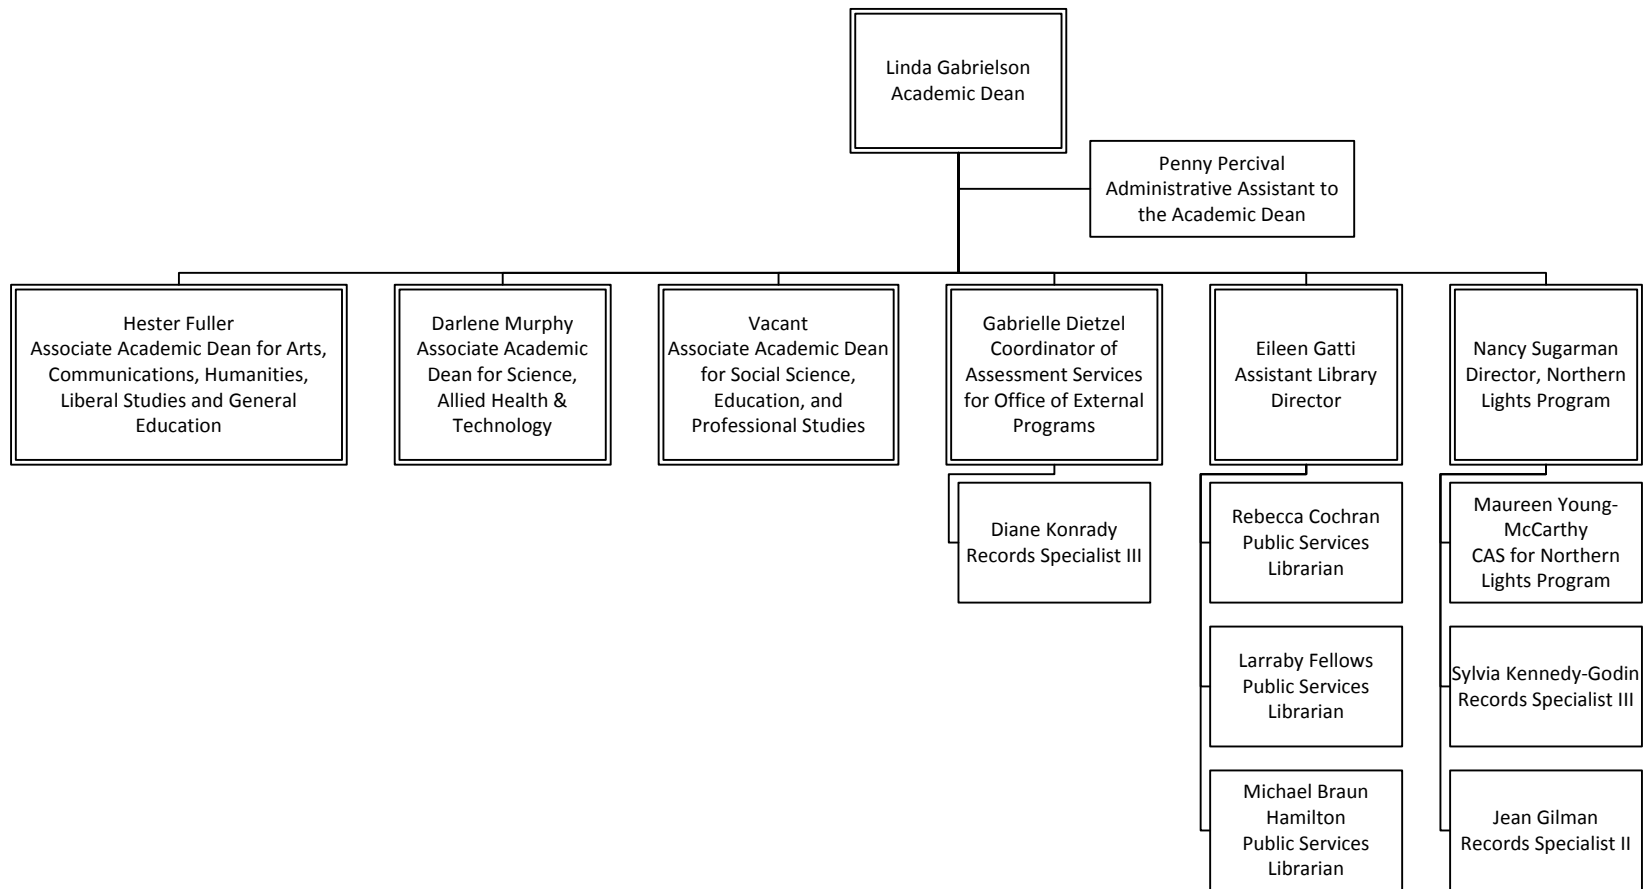 Linda Gabrielson
Academic Dean
Penny Percival
Administrative Assistant to
the Academic Dean
Hester Fuller
Associate Academic Dean for Arts,
Communications, Humanities,
Liberal Studies and General
Education
Darlene Murphy
Associate Academic
Dean for Science,
Allied Health &
Technology
Vacant
Associate Academic Dean
for Social Science,
Education, and
Professional Studies
Gabrielle Dietzel
Coordinator of
Assessment Services
for Office of External
Programs
Eileen Gatti
Assistant Library
Director
Nancy Sugarman
Director, Northern
Lights Program
Diane Konrady
Records Specialist III
Rebecca Cochran
Public Services
Librarian
Maureen Young-
McCarthy
CAS for Northern
Lights Program
Larraby Fellows
Public Services
Librarian
Sylvia Kennedy-Godin
Records Specialist III
Michael Braun
Hamilton
Public Services
Librarian
Jean Gilman
Records Specialist II